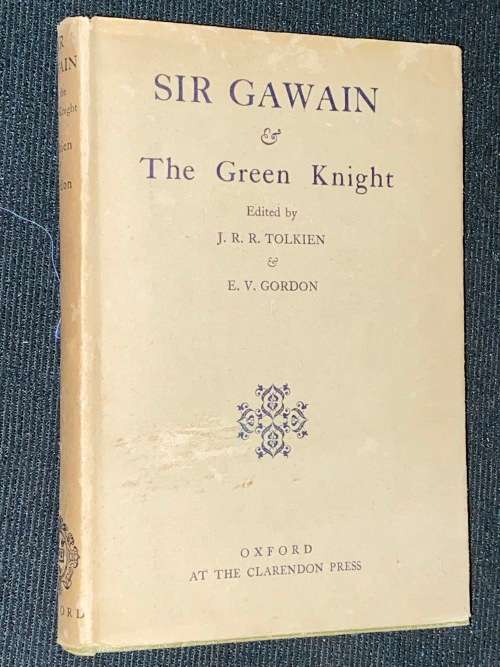 SIR GAWAIN
&
The Green Knight
Edited by
J. R. R. TOLKIEN
&
E. V. GORDON
OXFORD
AT THE CLARENDON PRESS